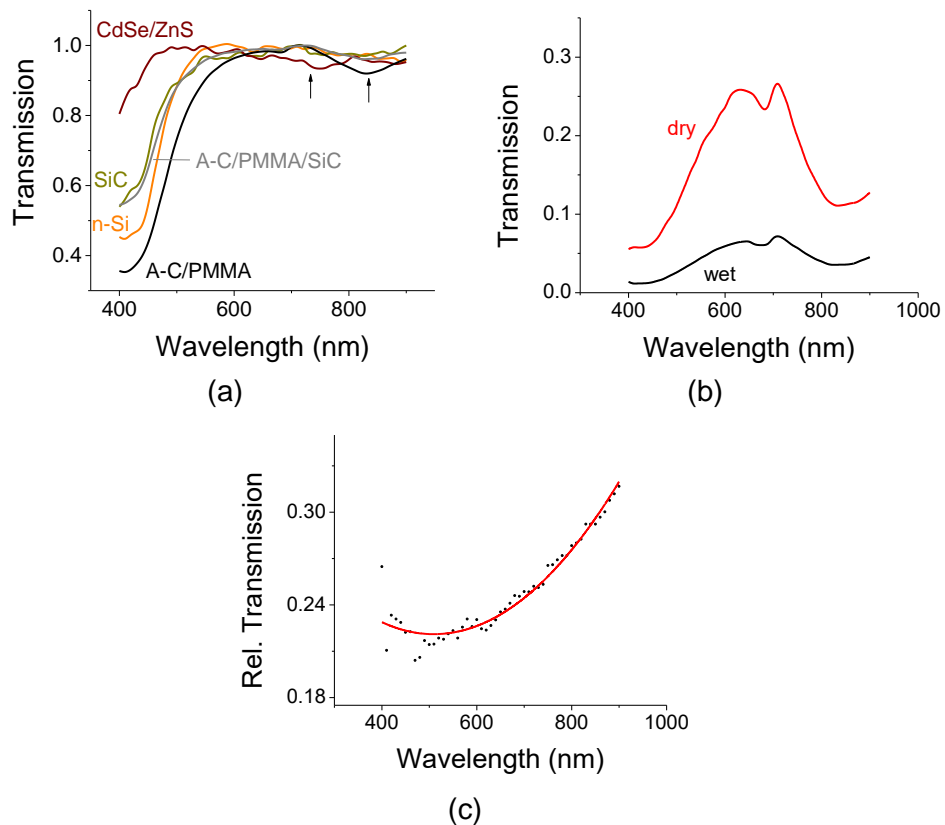 CdSe/ZnS
1.0
0.8
0.6
0.4
Transmission
A-C/PMMA/SiC
SiC
n-Si
A-C/PMMA
400
600
800
Wavelength (nm)
(a)
0.3
0.2
0.1
0.0
Transmission
dry
wet
400
600
800
1000
Wavelength (nm)
(b)
0.30
0.24
0.18
Rel. Transmission
400
600
800
1000
Wavelength (nm)
(c)